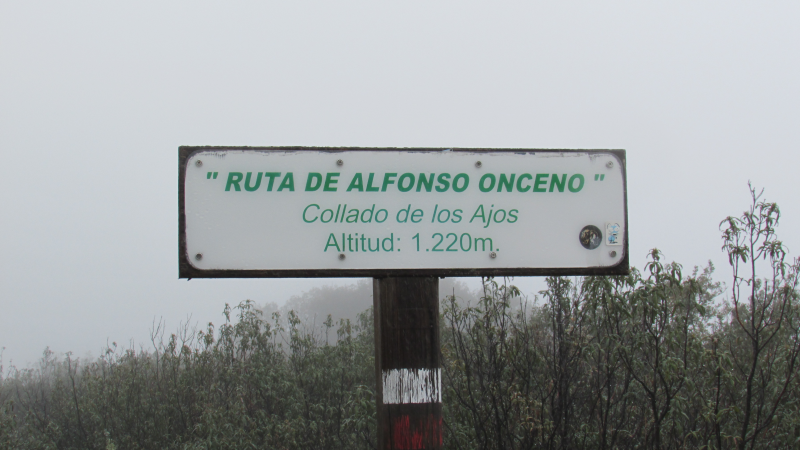 " RUTA DE ALFONSO ONCENO "
Collado de los Ajos
Altitud: 1.220m.